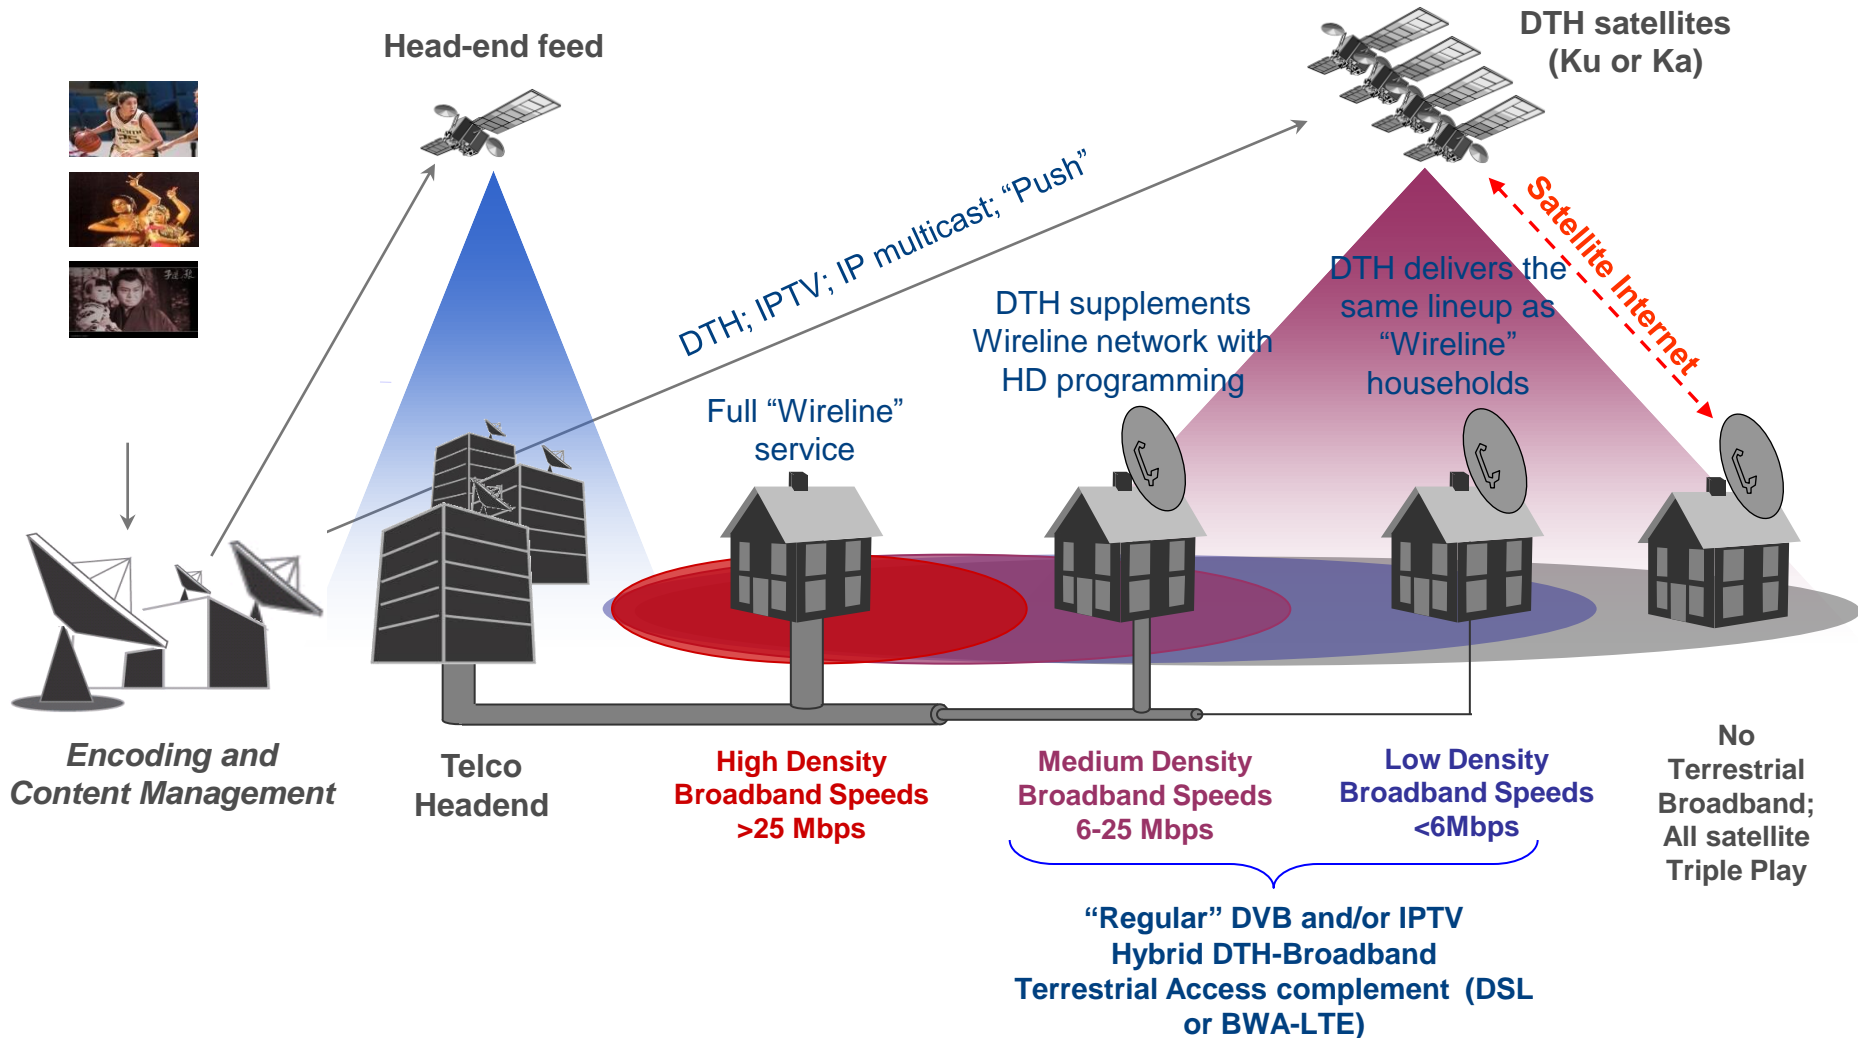 Head-end feed
DTH satellites
(Ku or Ka)
DTH; IPTV; IP multicast; “Push”
Satellite Internet
DTH supplements
Wireline network with
HD programming
DTH delivers the
same lineup as
“Wireline”
households
Full “Wireline”
service
Encoding and
Content Management
Telco
Headend
High Density
Broadband Speeds
>25 Mbps
Medium Density
Broadband Speeds
6-25 Mbps
Low Density
Broadband Speeds
<6Mbps
No
Terrestrial
Broadband;
All satellite
Triple Play
“Regular” DVB and/or IPTV
Hybrid DTH-Broadband
Terrestrial Access complement (DSL
or BWA-LTE)